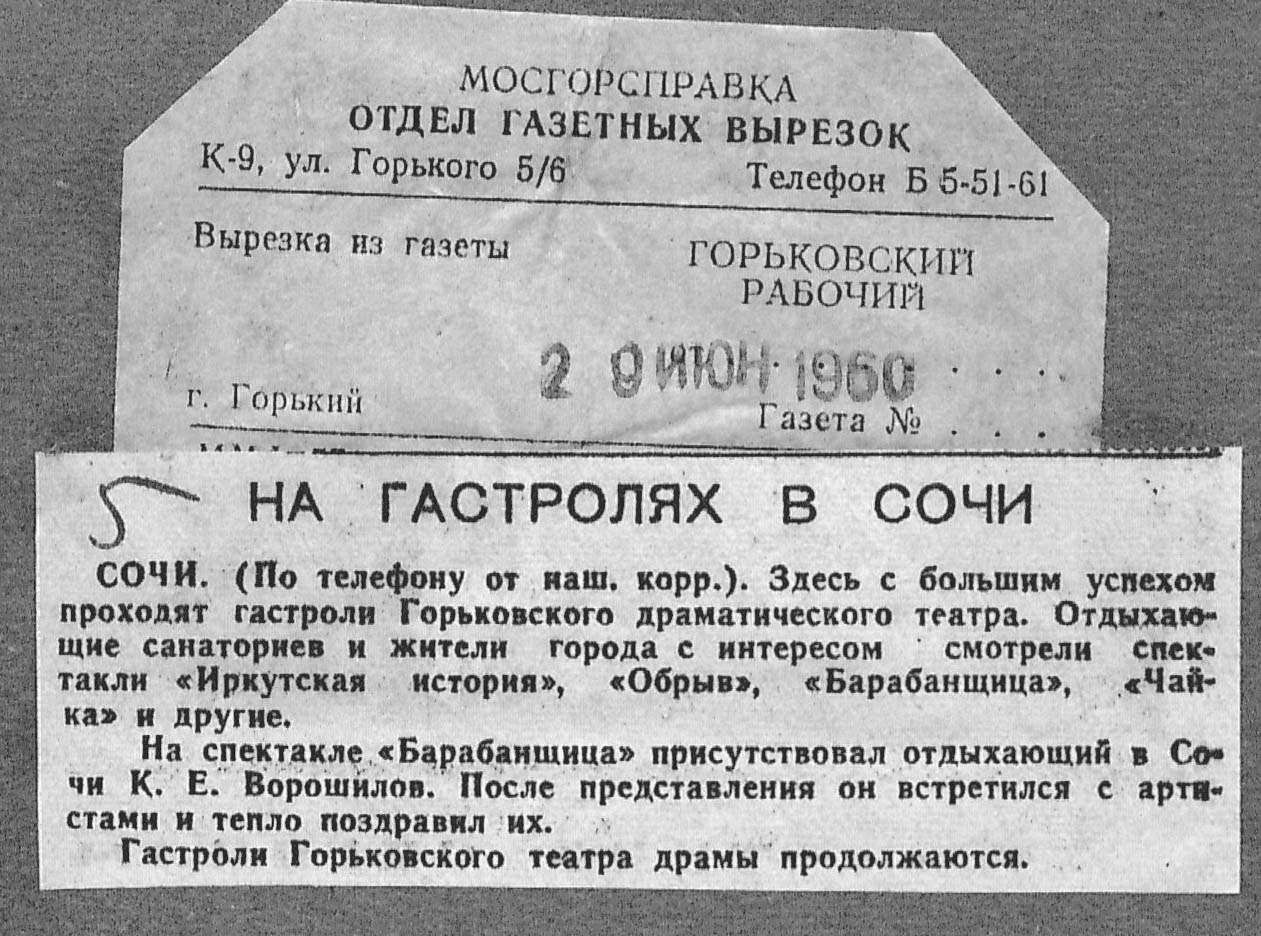 МОСГОРСПРАВКА
ОТДЕЛ ГАЗЕТНЫХ ВЫРЕЗОК
К-9, ул. Горького 5/6 Телефон Б 5-51-61
Вырезка из газеты ГОРЬКОВСКИЙ
РАБОЧИЙ
2 9 ИЮН 1960 . . .
г. Горький Газета № . . .
5 НА ГАСТРОЛЯХ В СОЧИ
СОЧИ. (По телефону от наш. корр.). Здесь с большим успехом
проходят гастроли Горьковского драматического театра. Отдыхаю-
щие санаториев и жители города с интересом смотрели спек-
такли «Иркутская история», «Обрыв», «Барабанщица», «Чай-
ка» и другие.
На спектакле «Барабанщица» присутствовал отдыхающий в Со-
чи К. Е. Ворошилов. После представления он встретился с арти-
стами и тепло поздравил их.
Гастроли Горьковского театра драмы продолжаются.